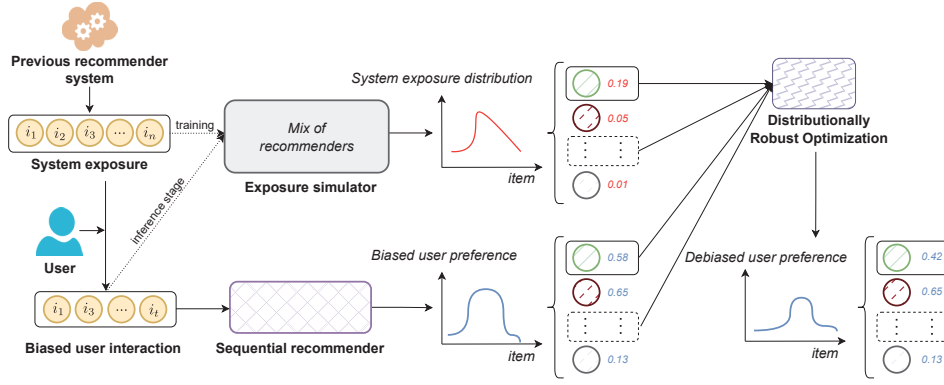 Previous recommender
system
i1 i2 i3 ... in
System exposure
training
inference stage
User
i1 i3 ... it
Biased user interaction
Mix of
recommenders
Exposure simulator
Sequential recommender
System exposure distribution
item
0.19
0.05
0.01
Biased user preference
item
0.58
0.65
0.13
Distributionally
Robust Optimization
Debiased user preference
item
0.42
0.65
0.13